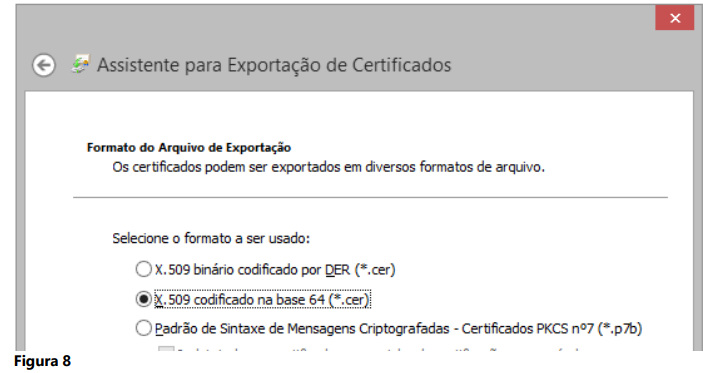 Assistente para Exportação de Certificados
Formato do Arquivo de Exportação
Os certificados podem ser exportados em diversos formatos de arquivo.
Selecione o formato a ser usado:
X.509 binário codificado por DER (*.cer)
X.509 codificado na base 64 (*.cer)
Padrão de Sintaxe de Mensagens Criptografadas - Certificados PKCS nº7 (*.p7b)
Figura 8